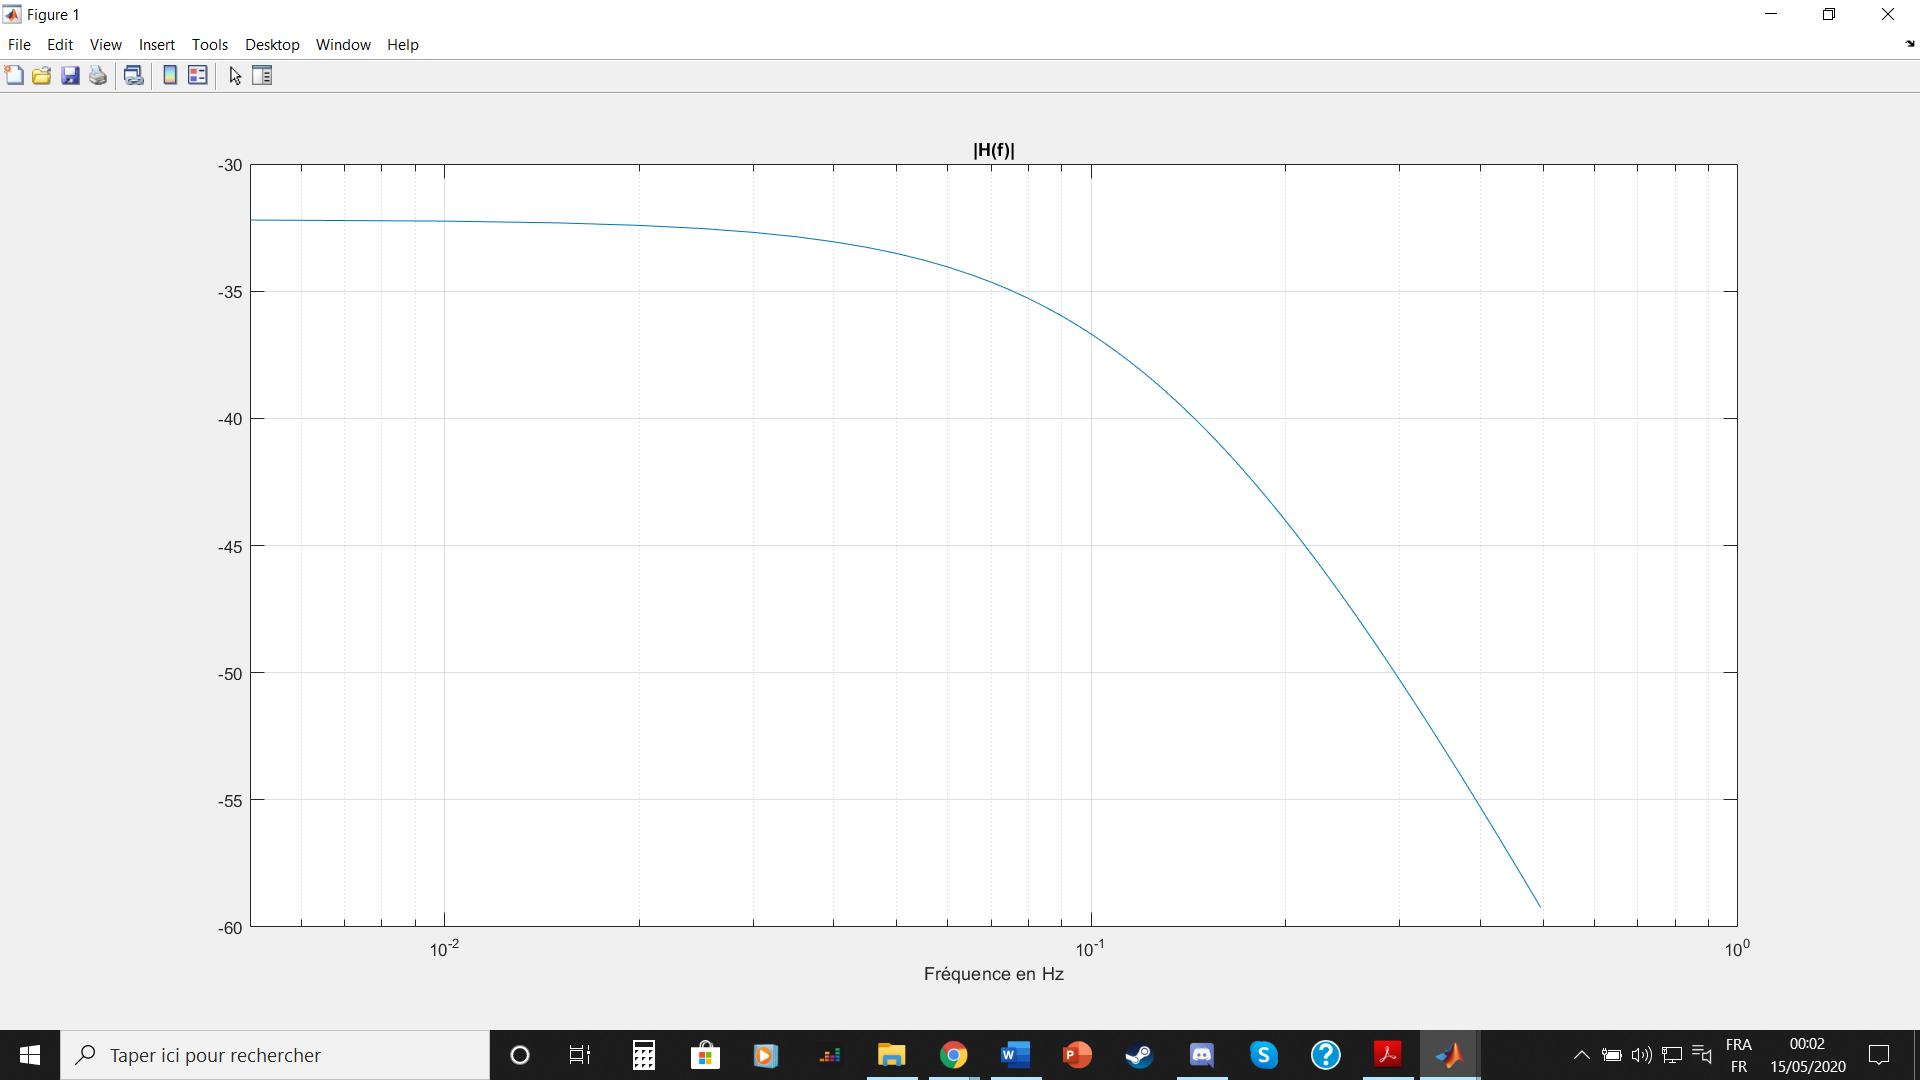 Figure 1
File Edit View Insert Tools Desktop Window Help
|H(f)|
-30
-35
-40
-45
-50
-55
-60
10-2 10-1 100
Fréquence en Hz
Taper ici pour rechercher
W
P
S
?
FRA
FR
00:02
15/05/2020